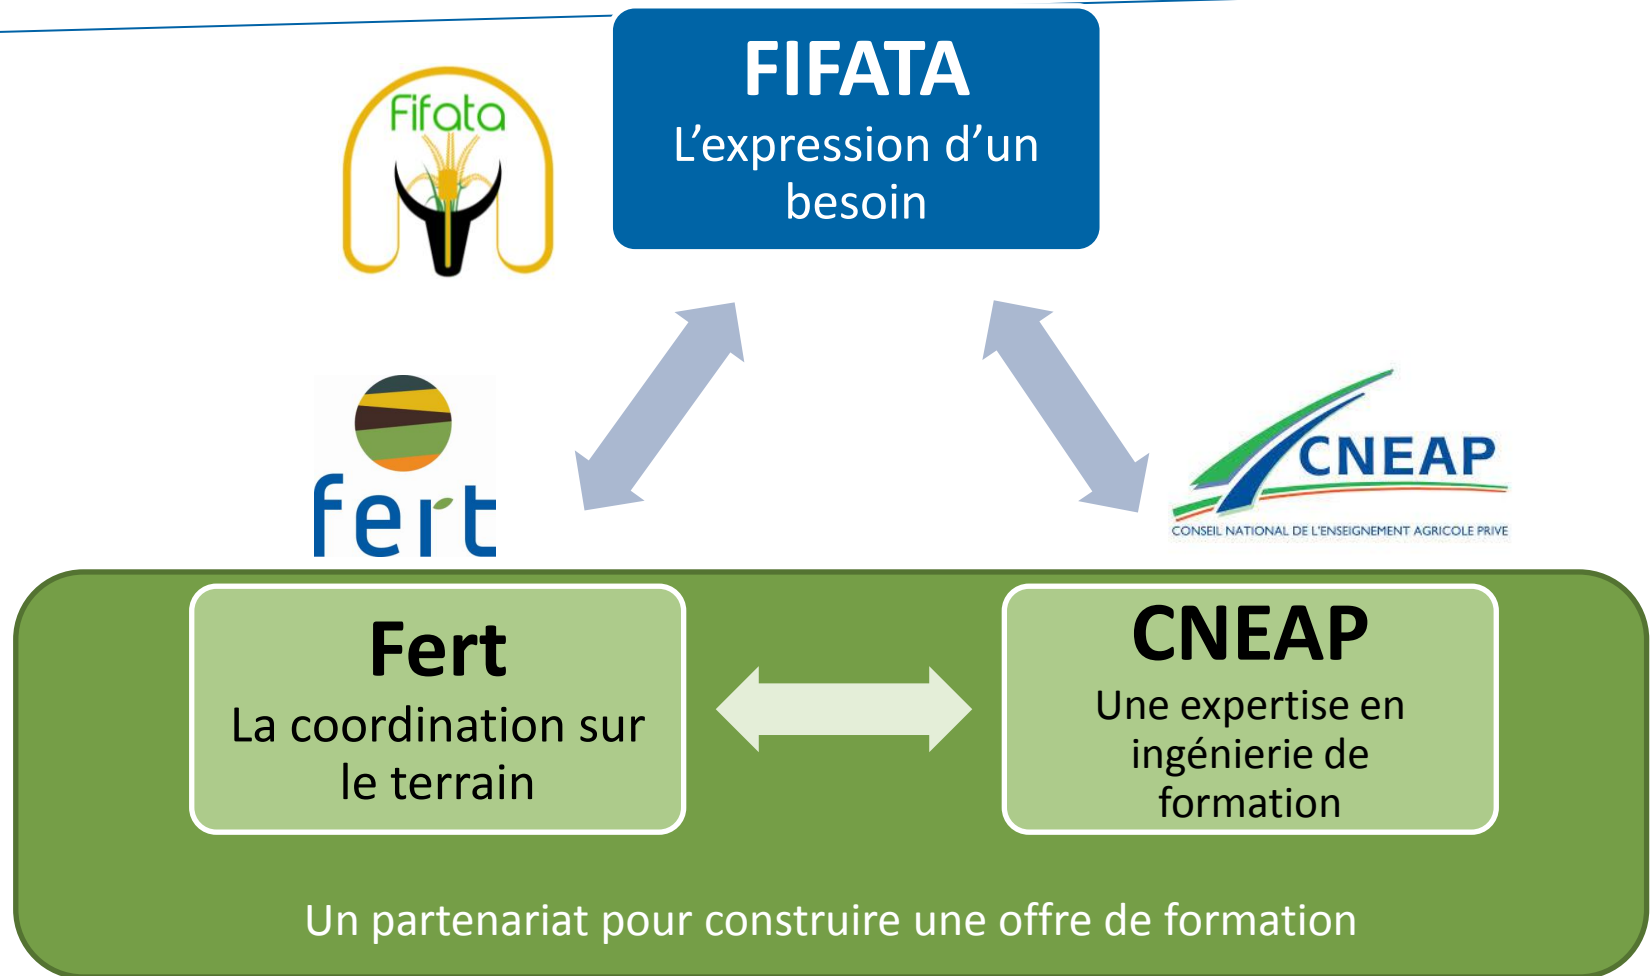 FIFATA
L’expression d’un
besoin
Fifata
fert
CNEAP
CONSEIL NATIONAL DE L'ENSEIGNEMENT AGRICOLE PRIVE
Fert
La coordination sur
le terrain
CNEAP
Une expertise en
ingénierie de
formation
Un partenariat pour construire une offre de formation